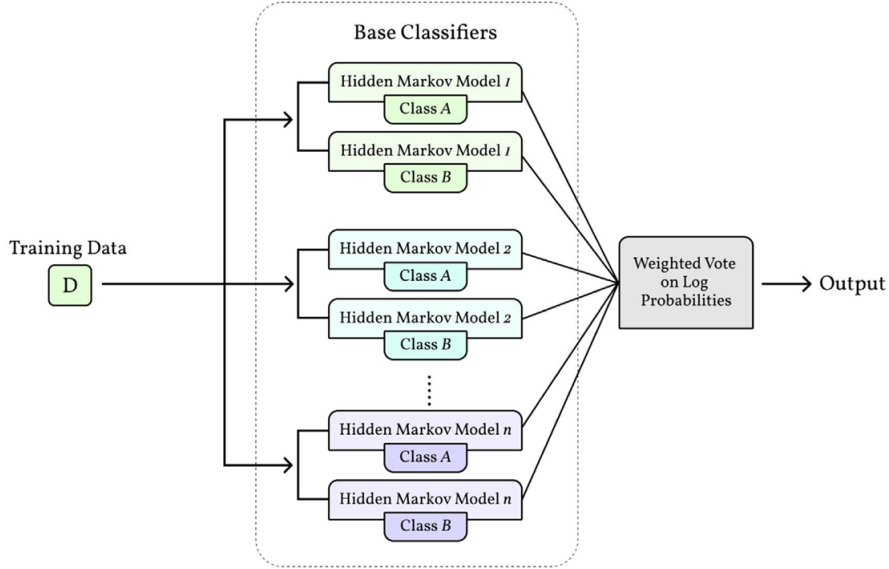 Base Classifiers
Hidden Markov Model 1
Class A
Hidden Markov Model 1
Class B
Training Data
D
Hidden Markov Model 2
Class A
Hidden Markov Model 2
Class B
Weighted Vote
on Log
Probabilities
Output
Hidden Markov Model n
Class A
Hidden Markov Model n
Class B